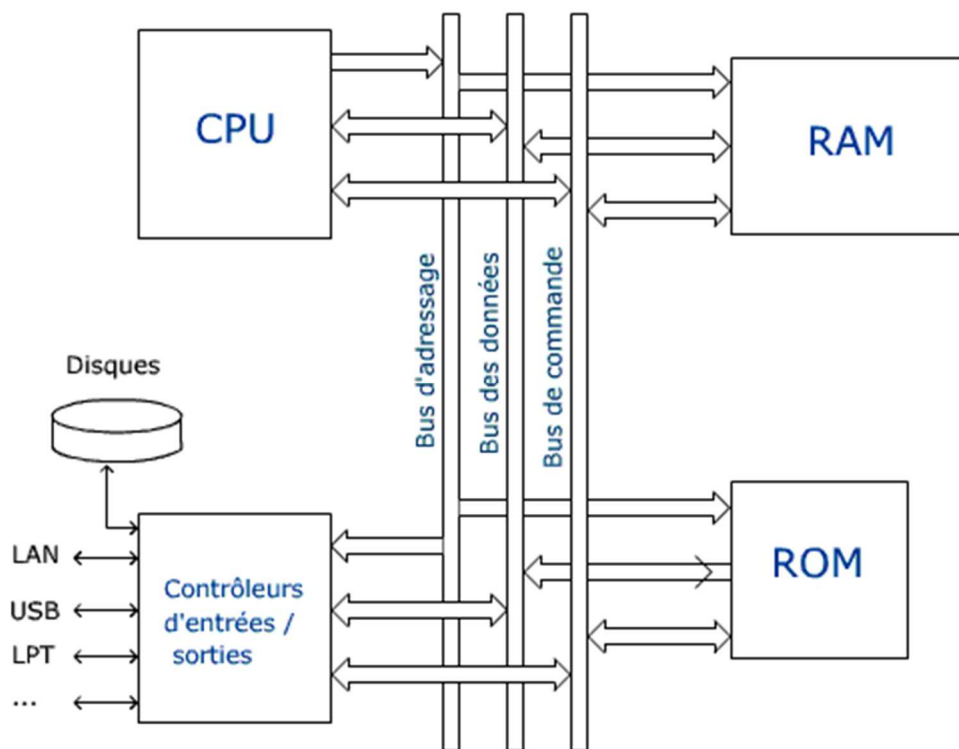 CPU
RAM
Bus d'adressage
Bus des données
Bus de commande
Disques
LAN
USB
LPT
...
Contrôleurs
d'entrées /
sorties
ROM